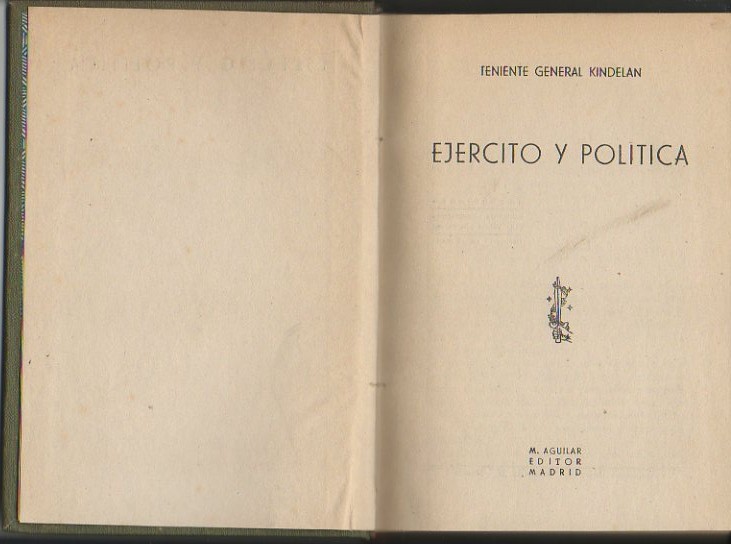 TENIENTE GENERAL KINDELAN
EJERCITO Y POLITICA
M. AGUILAR
EDITOR
MADRID